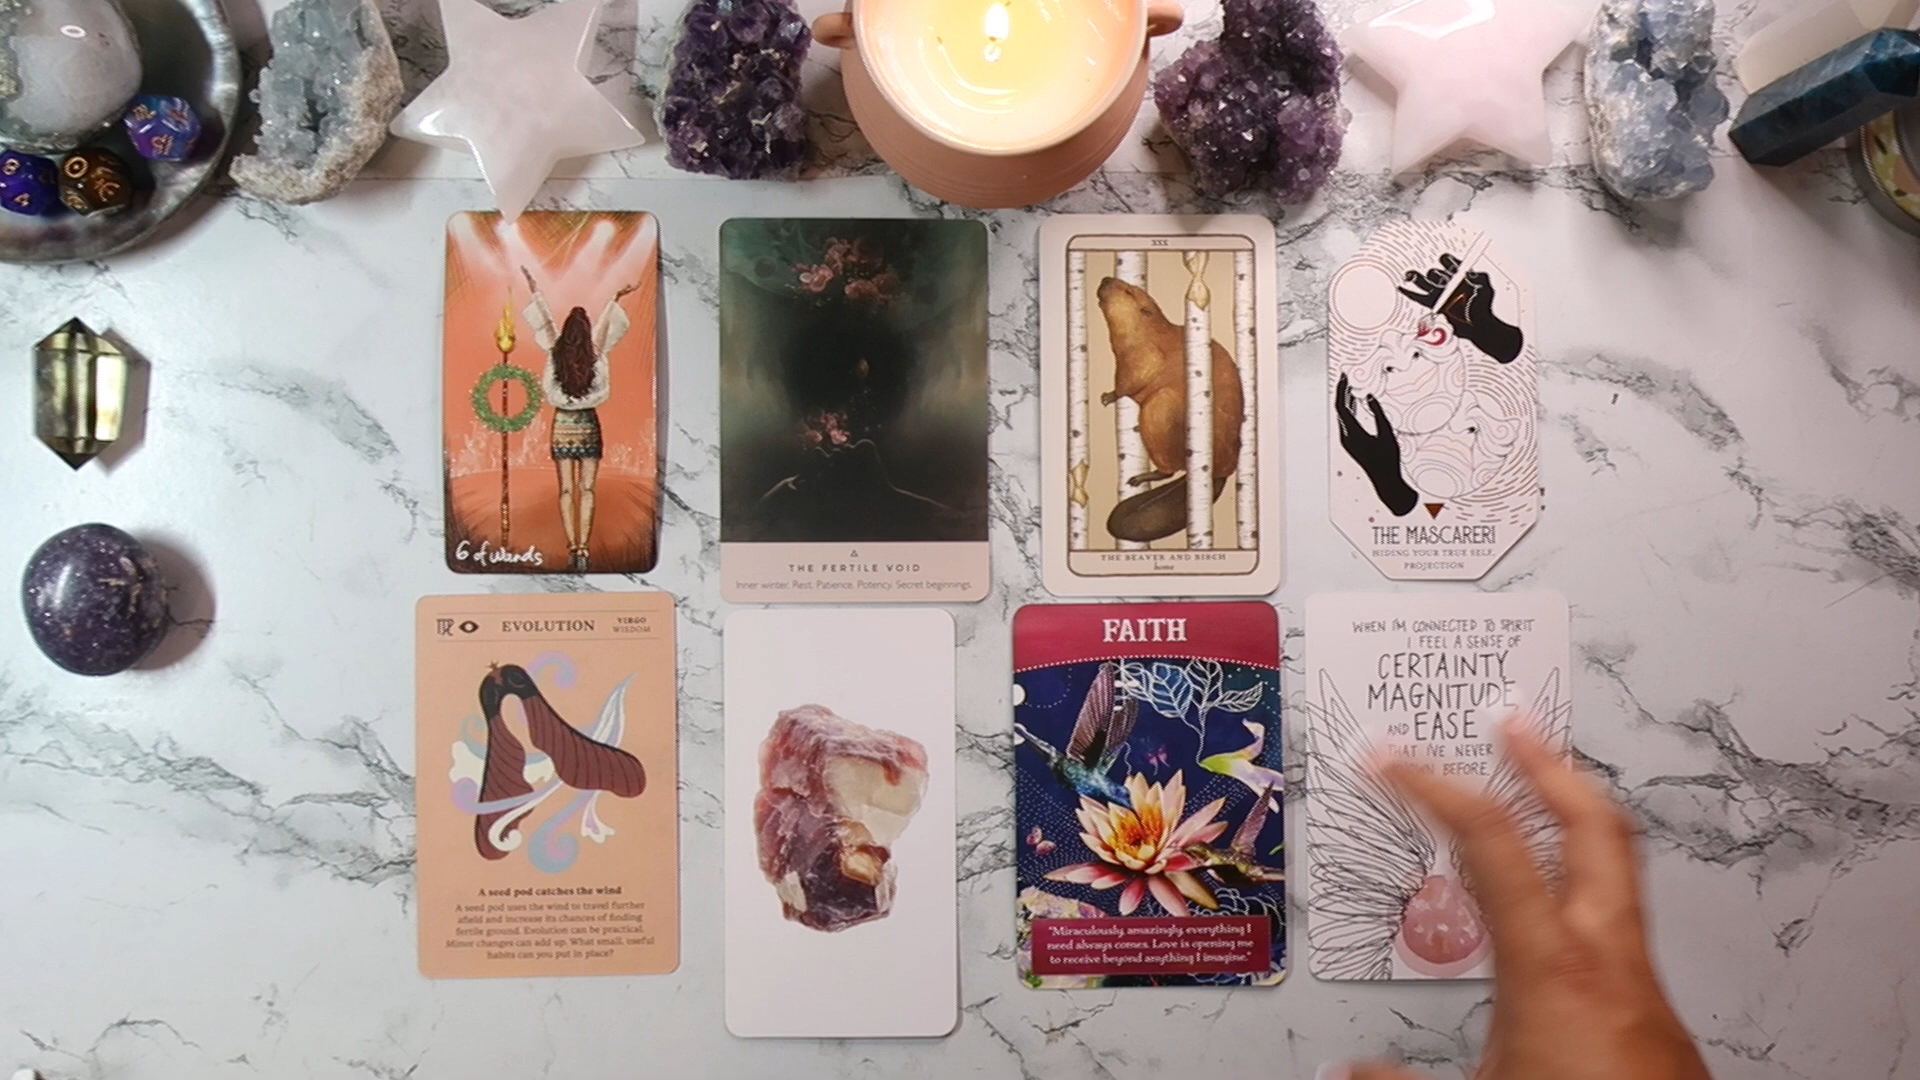 6 of Wands
THE FERTILE VOID
Inner winter. Rest. Patience. Potency. Secret beginnings.
XXX
THE BEAVER AND BIRCH
home
THE MASCARERI
HIDING YOUR TRUE SELF,
PROJECTION
EVOLUTION
VIRGO
WISDOM
A seed pod catches the wind
A seed pod uses the wind to travel further
afield and increase its chances of finding
fertile ground. Evolution can be practical.
Minor changes can add up. What small, useful
habits can you put in place?
FAITH
"Miraculously, amazingly, everything I
need always comes. Love is opening me
to receive beyond anything I imagine."
WHEN I'M CONNECTED TO SPIRIT
I FEEL A SENSE OF
CERTAINTY
MAGNITUDE
AND EASE
THAT I'VE NEVER
BEFORE.